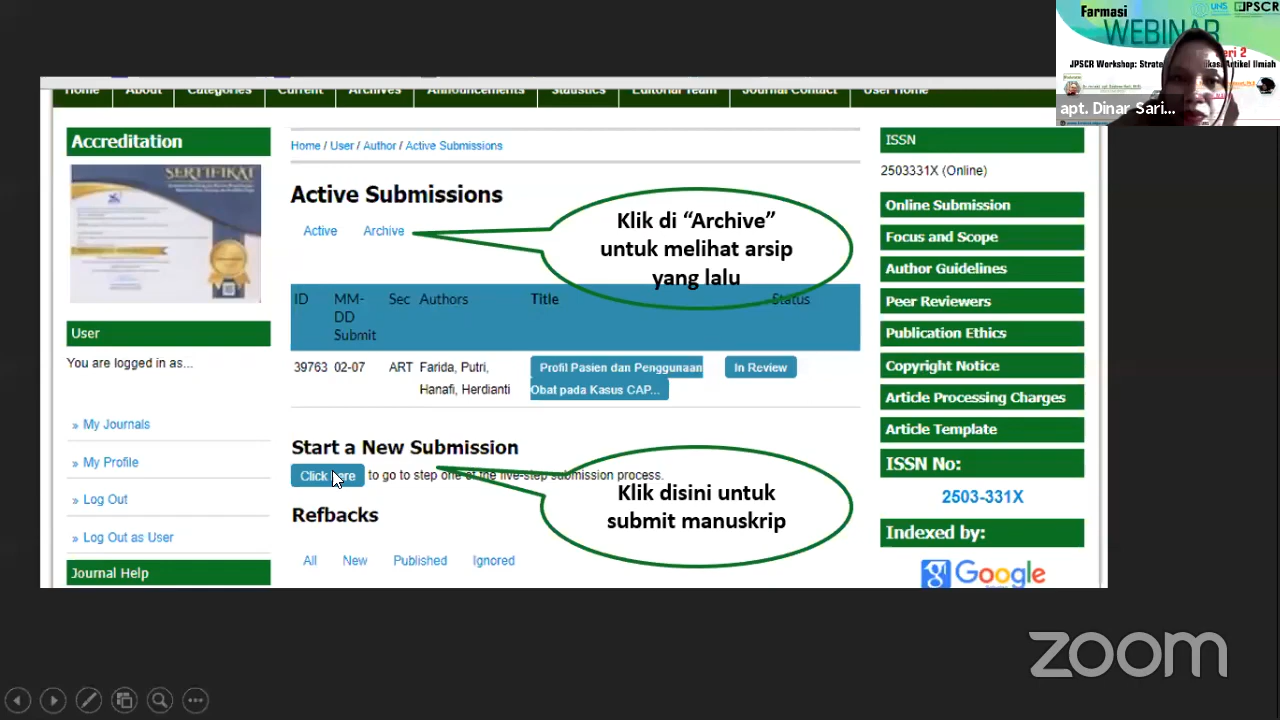 Farmasi
UNS
JPSCR
WEBINAR
JPSCR Workshop:
apt. Dinar Sari...
Home
About
Categories
Current
Archives
Announcements
Statistics
Editorial Team
Journal Contact
User Home
Accreditation
SERTIFIKAT
User
You are logged in as...
» My Journals
» My Profile
» Log Out
» Log Out as User
Journal Help
Home / User / Author / Active Submissions
Active Submissions
Active Archive
Klik di “Archive”
untuk melihat arsip
yang lalu
ID MM- Sec Authors Title Status
DD
Submit
39763 02-07 ART Farida, Putri, Profil Pasien dan Penggunaan In Review
Hanafi, Herdianti Obat pada Kasus CAP...
Start a New Submission
Click here to go to step one of the five-step submission process.
Klik disini untuk
submit manuskrip
Refbacks
All New Published Ignored
ISSN
2503331X (Online)
Online Submission
Focus and Scope
Author Guidelines
Peer Reviewers
Publication Ethics
Copyright Notice
Article Processing Charges
Article Template
ISSN No:
2503-331X
Indexed by:
Google
zoom